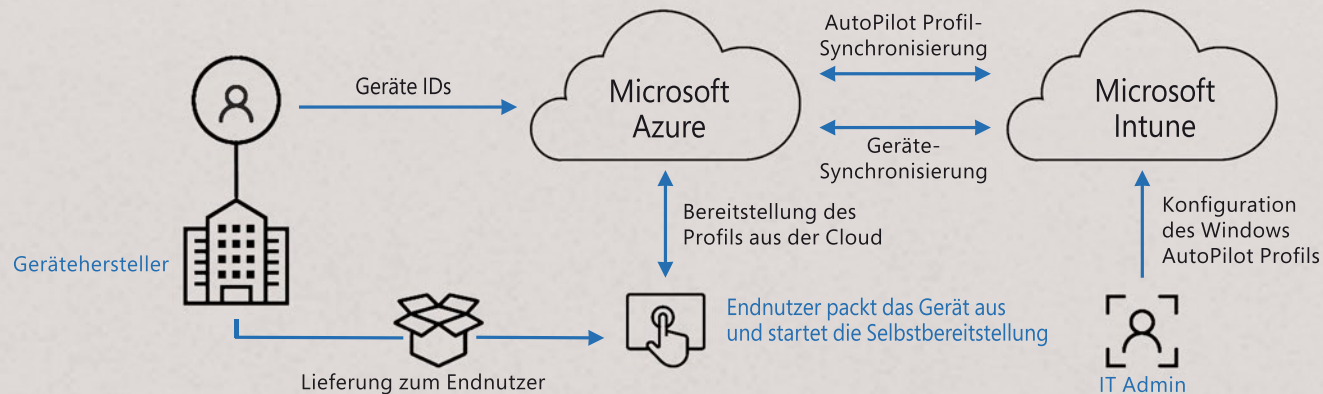 AutoPilot Profil-
Synchronisierung
Geräte IDs
Microsoft
Azure
Microsoft
Intune
Geräte-
Synchronisierung
Bereitstellung des
Profils aus der Cloud
Konfiguration
des Windows
AutoPilot Profils
Gerätehersteller
Endnutzer packt das Gerät aus
und startet die Selbstbereitstellung
Lieferung zum Endnutzer
IT Admin